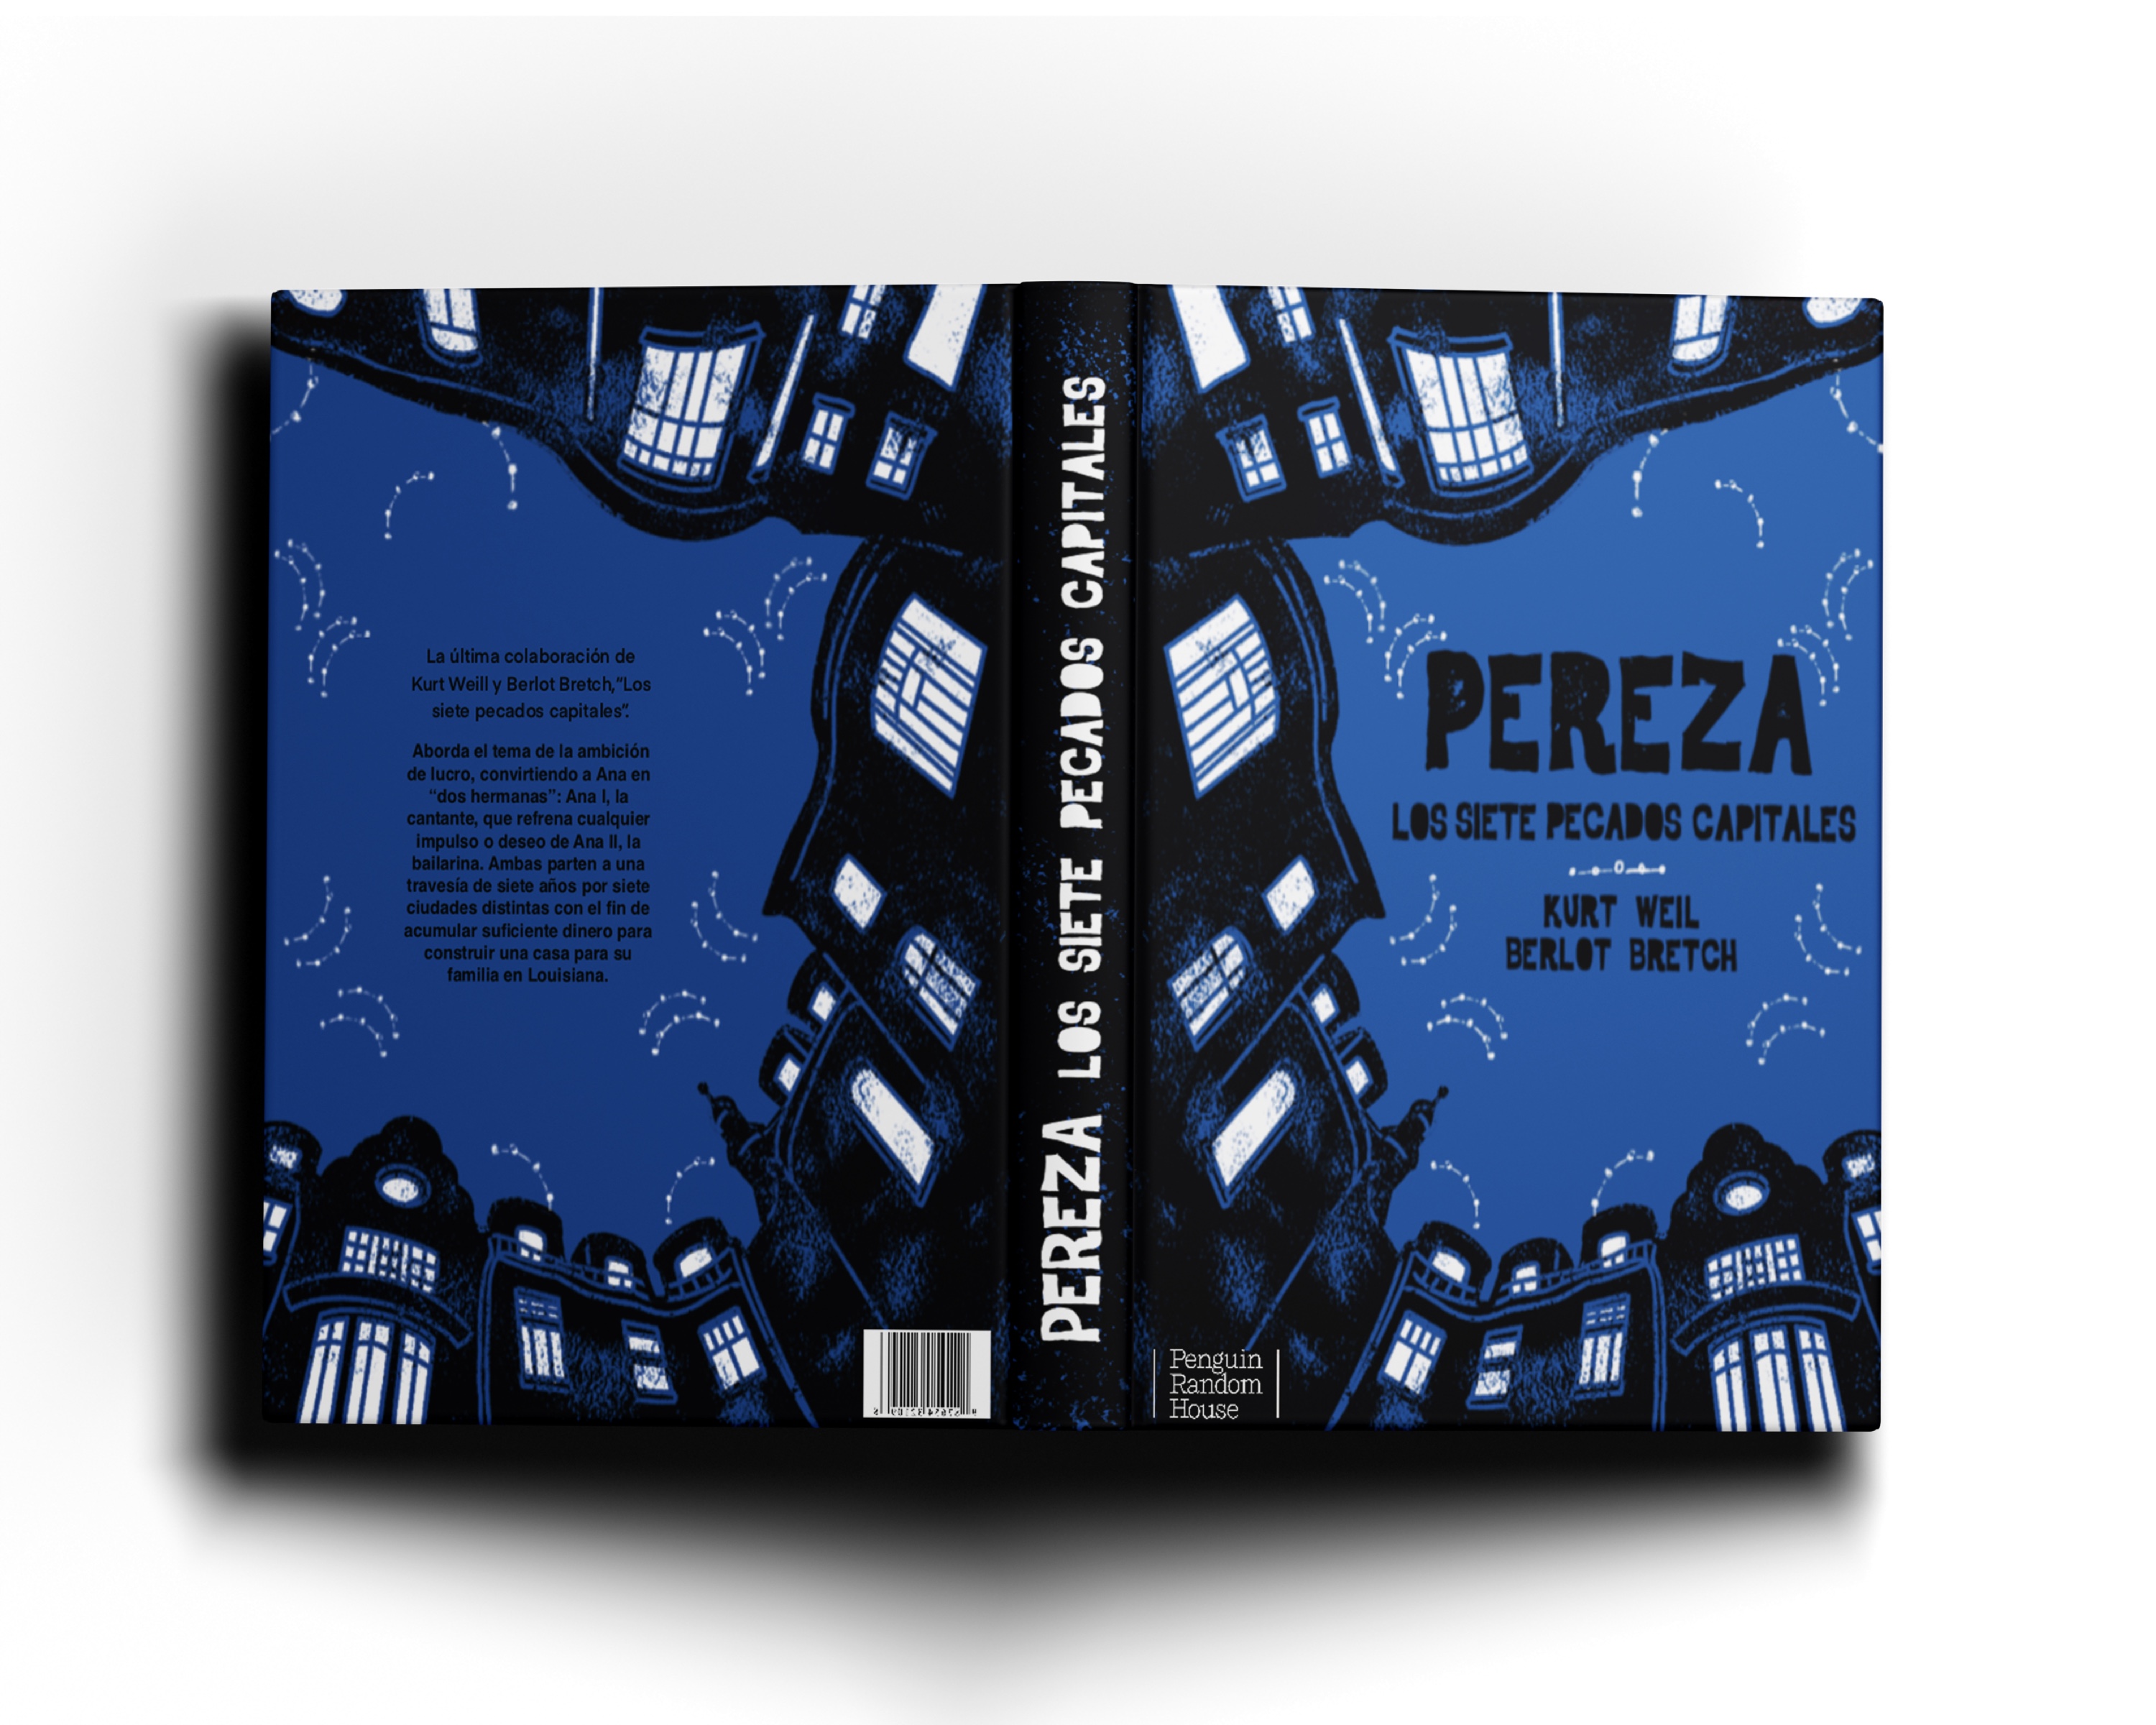 La última colaboración de
Kurt Weill y Berlot Bretch,"Los
siete pecados capitales".
Aborda el tema de la ambición
de lucro, convirtiendo a Ana en
“dos hermanas”: Ana I, la
cantante, que refrena cualquier
impulso o deseo de Ana II, la
bailarina. Ambas parten a una
travesía de siete años por siete
ciudades distintas con el fin de
acumular suficiente dinero para
construir una casa para su
familia en Louisiana.
PEREZA LOS SIETE PECADOS CAPITALES
PEREZA
LOS SIETE PECADOS CAPITALES
KURT WEIL
BERLOT BRETCH
Penguin
Random
House